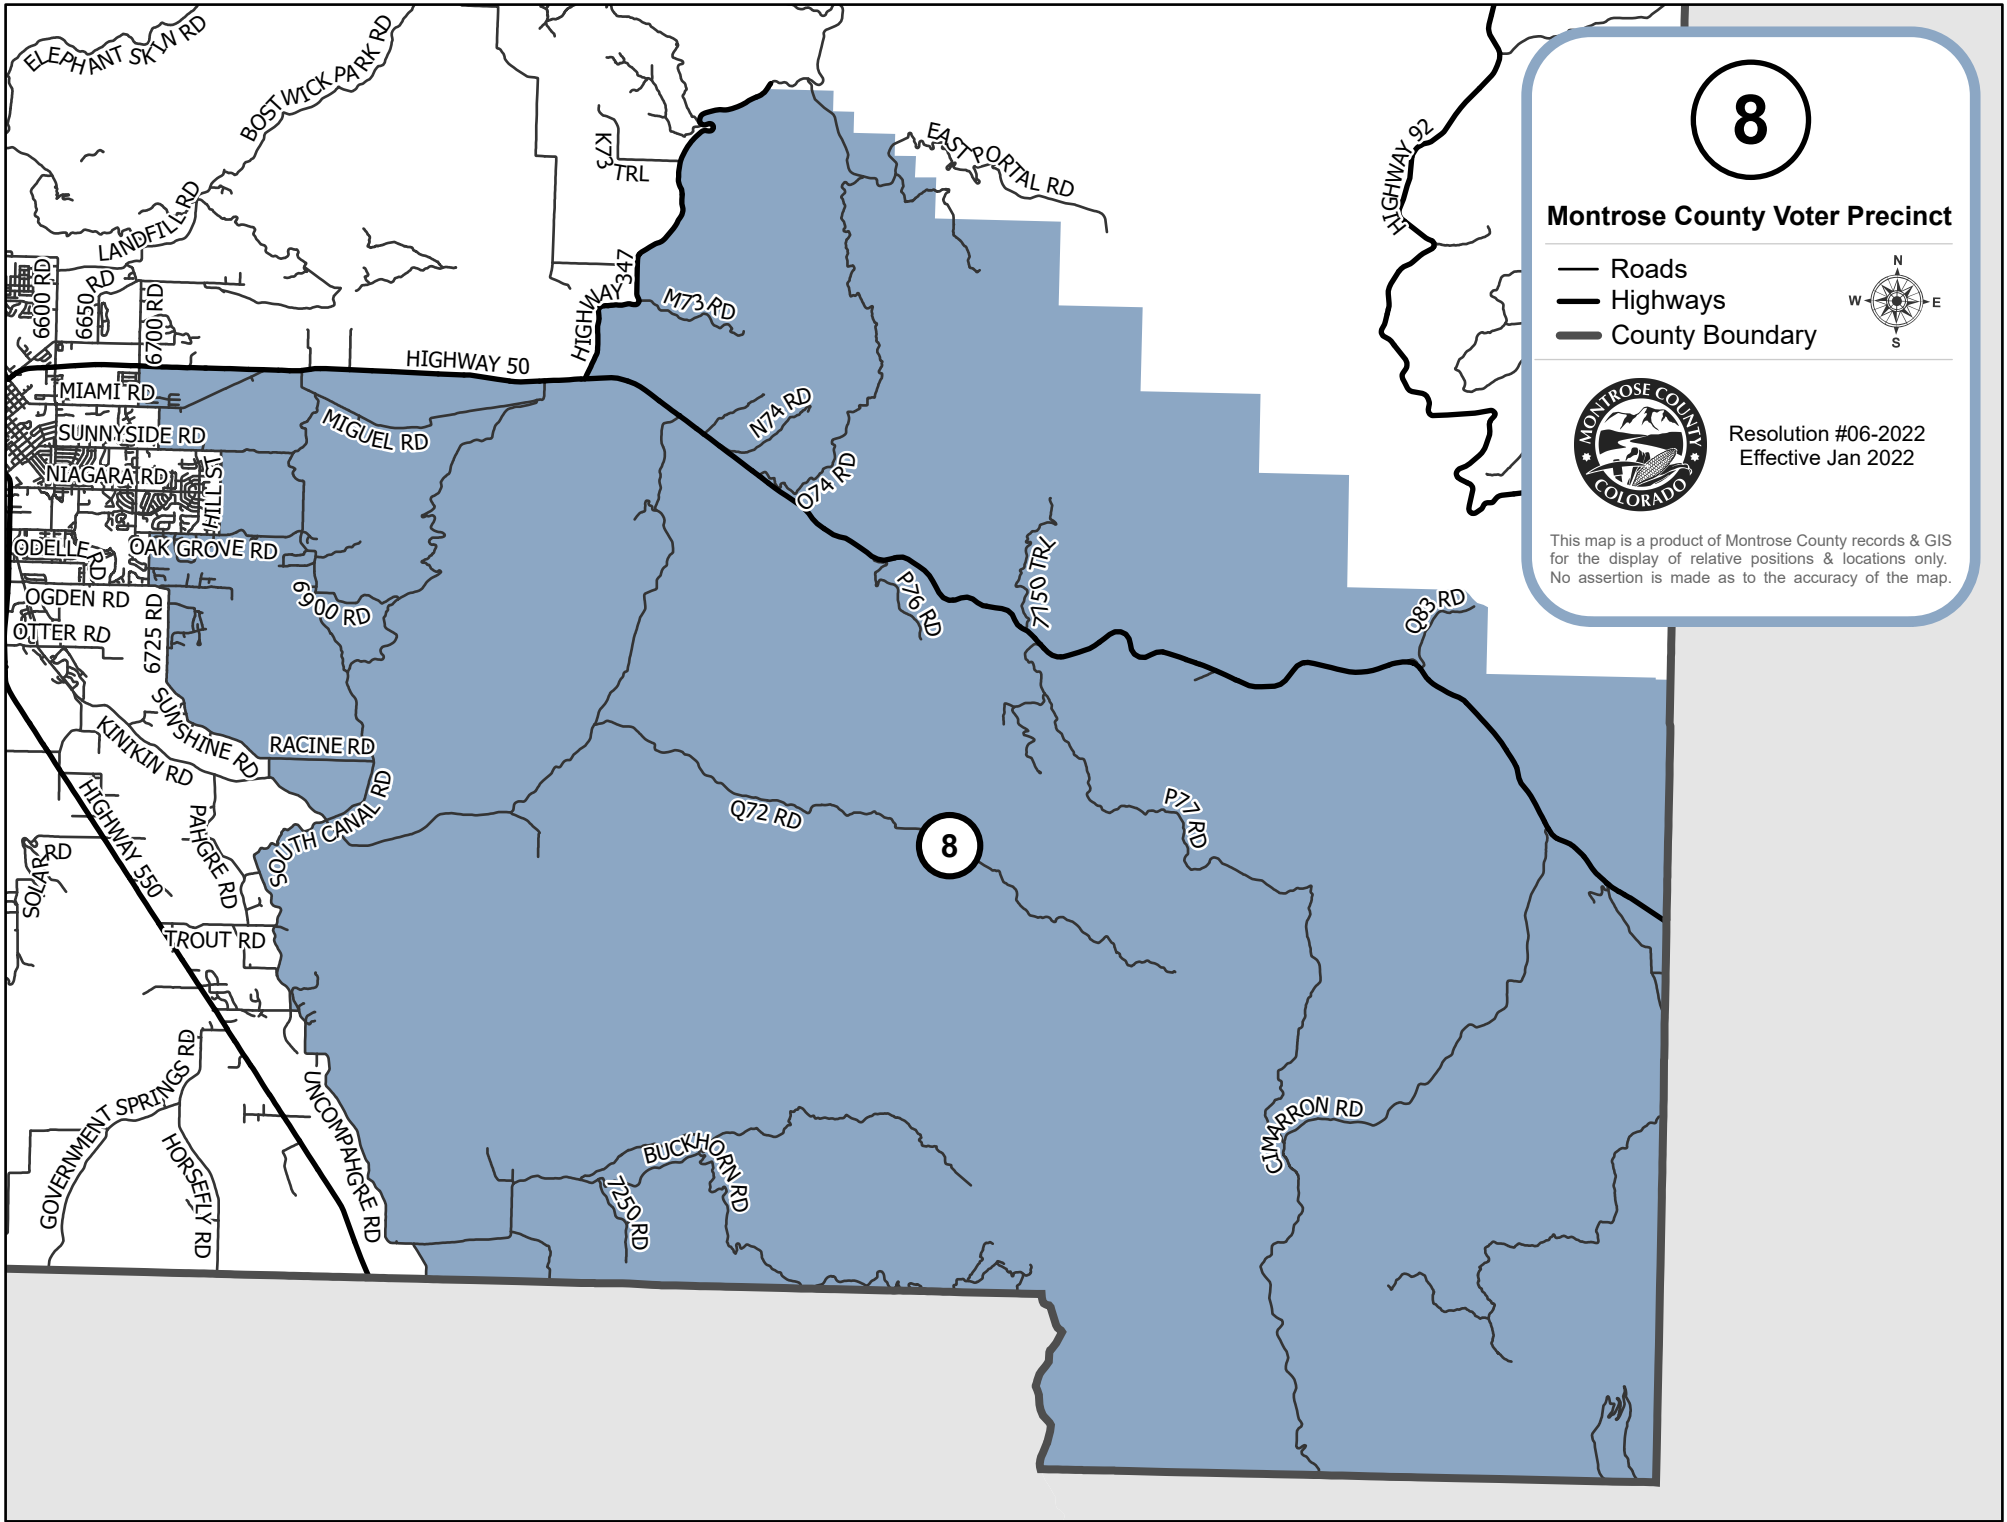 ELEPHANT SKIN RD
BOSTWICK PARK RD
K73 TRL
EAST PORTAL RD
HIGHWAY 92
LANDFILL RD
6600 RD
6650 RD
6700 RD
HIGHWAY 347
M73 RD
HIGHWAY 50
MIAMI RD
SUNNYSIDE RD
MIGUEL RD
N74 RD
NIAGARA RD
HILL ST
O74 RD
ODELLE RD
OAK GROVE RD
7150 TRL
OGDEN RD
6900 RD
P76 RD
Q83 RD
OTTER RD
6725 RD
SUNSHINE RD
KINIKIN RD
RACINE RD
HIGHWAY 550
PAHGRE RD
SOUTH CANAL RD
Q72 RD
P77 RD
8
SOLAR RD
TROUT RD
GOVERNMENT SPRINGS RD
HORSEFLY RD
UNCOMPAHGRE RD
BUCKHORN RD
7250 RD
CIMARRON RD
8
Montrose County Voter Precinct
Roads
Highways
County Boundary
N
W
E
S
MONTROSE COUNTY
COLORADO
Resolution #06-2022
Effective Jan 2022
This map is a product of Montrose County records & GIS
for the display of relative positions & locations only.
No assertion is made as to the accuracy of the map.